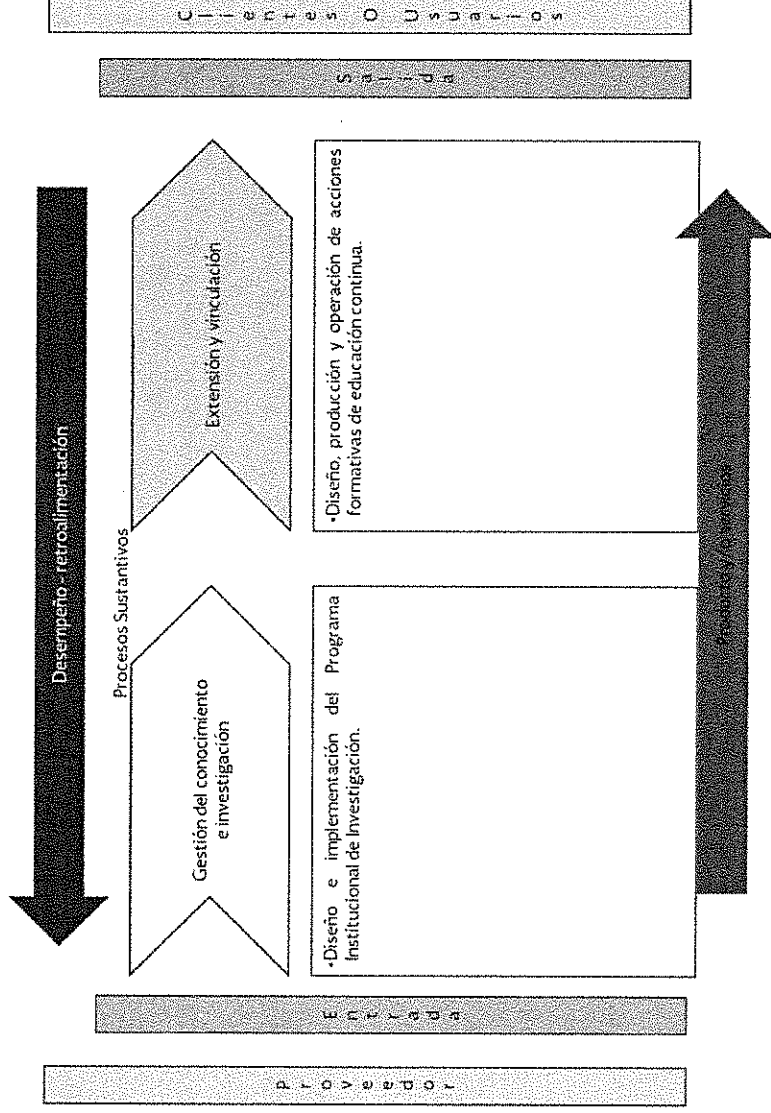 Desempeño - retroalimentación
Procesos Sustantivos
Proveedor
Entrada
Gestión del conocimiento
e investigación
•Diseño e implementación del Programa
Institucional de Investigación.
Extensión y vinculación
•Diseño, producción y operación de acciones
formativas de educación continua.
Salida
Clientes O Usuarios